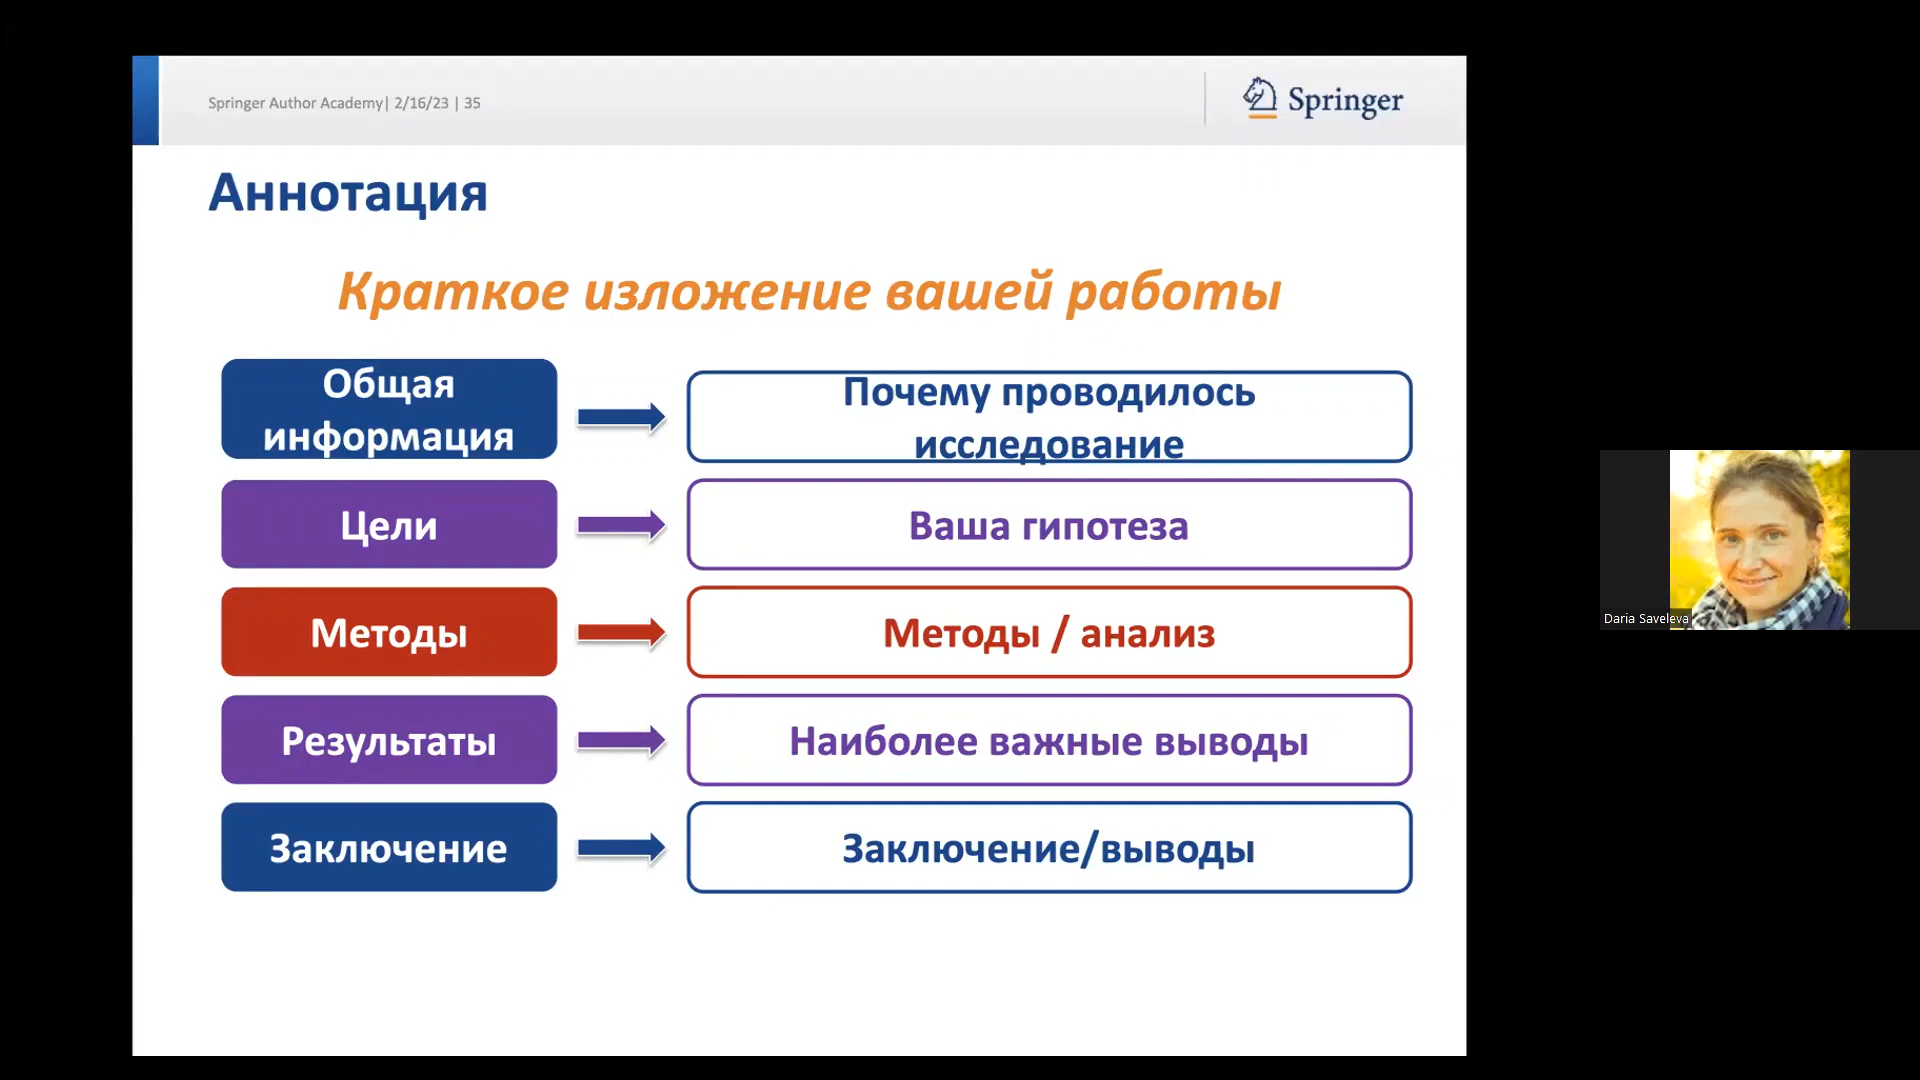 Springer Author Academy| 2/16/23 | 35
Springer
Аннотация
Краткое изложение вашей работы
Общая
информация
Почему проводилось
исследование
Цели
Ваша гипотеза
Методы
Методы / анализ
Результаты
Наиболее важные выводы
Заключение
Заключение/выводы
Daria Saveleva